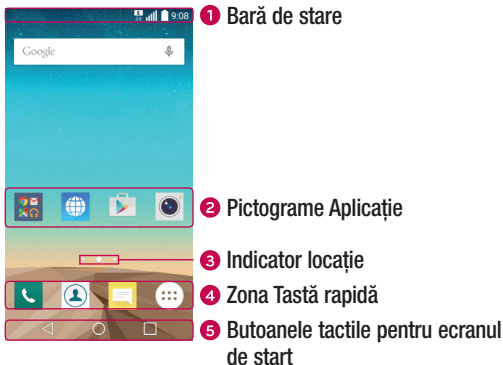 9:08
1 Bară de stare
Google
2 Pictograme Aplicație
3 Indicator locație
4 Zona Tastă rapidă
5 Butoanele tactile pentru ecranul
de start